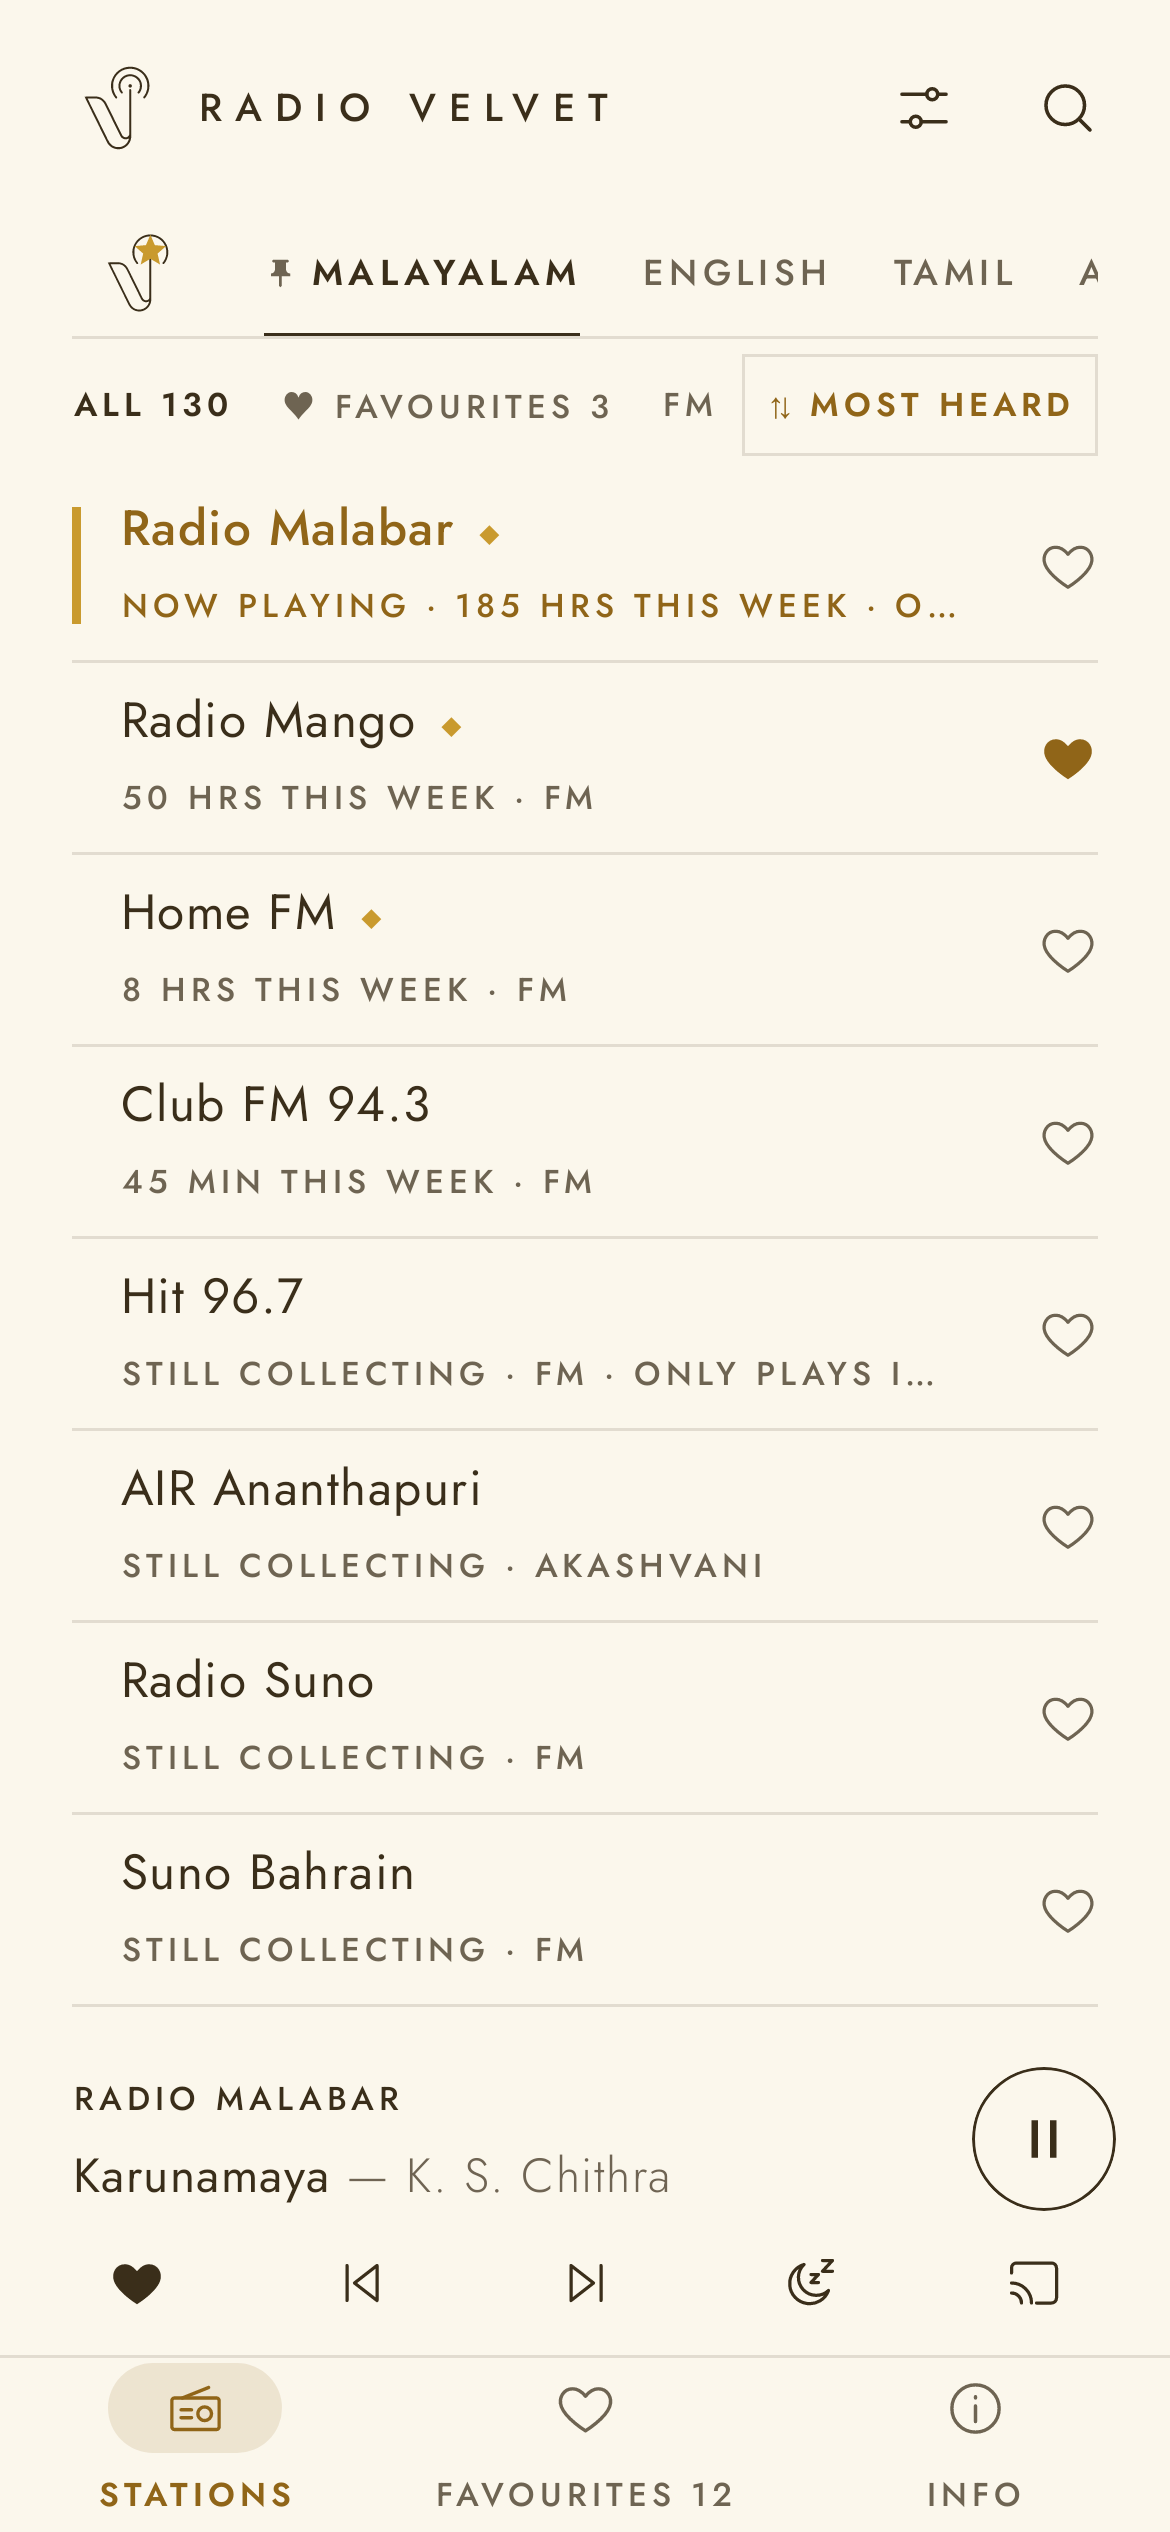 RADIO VELVET
MALAYALAM ENGLISH TAMIL A
ALL 130 FAVOURITES 3 FM ↑↓ MOST HEARD
Radio Malabar ◆
NOW PLAYING · 185 HRS THIS WEEK · O...
Radio Mango ◆
50 HRS THIS WEEK · FM
Home FM ◆
8 HRS THIS WEEK · FM
Club FM 94.3
45 MIN THIS WEEK · FM
Hit 96.7
STILL COLLECTING · FM · ONLY PLAYS I...
AIR Ananthapuri
STILL COLLECTING · AKASHVANI
Radio Suno
STILL COLLECTING · FM
Suno Bahrain
STILL COLLECTING · FM
RADIO MALABAR
Karunamaya — K. S. Chithra
STATIONS FAVOURITES 12 INFO